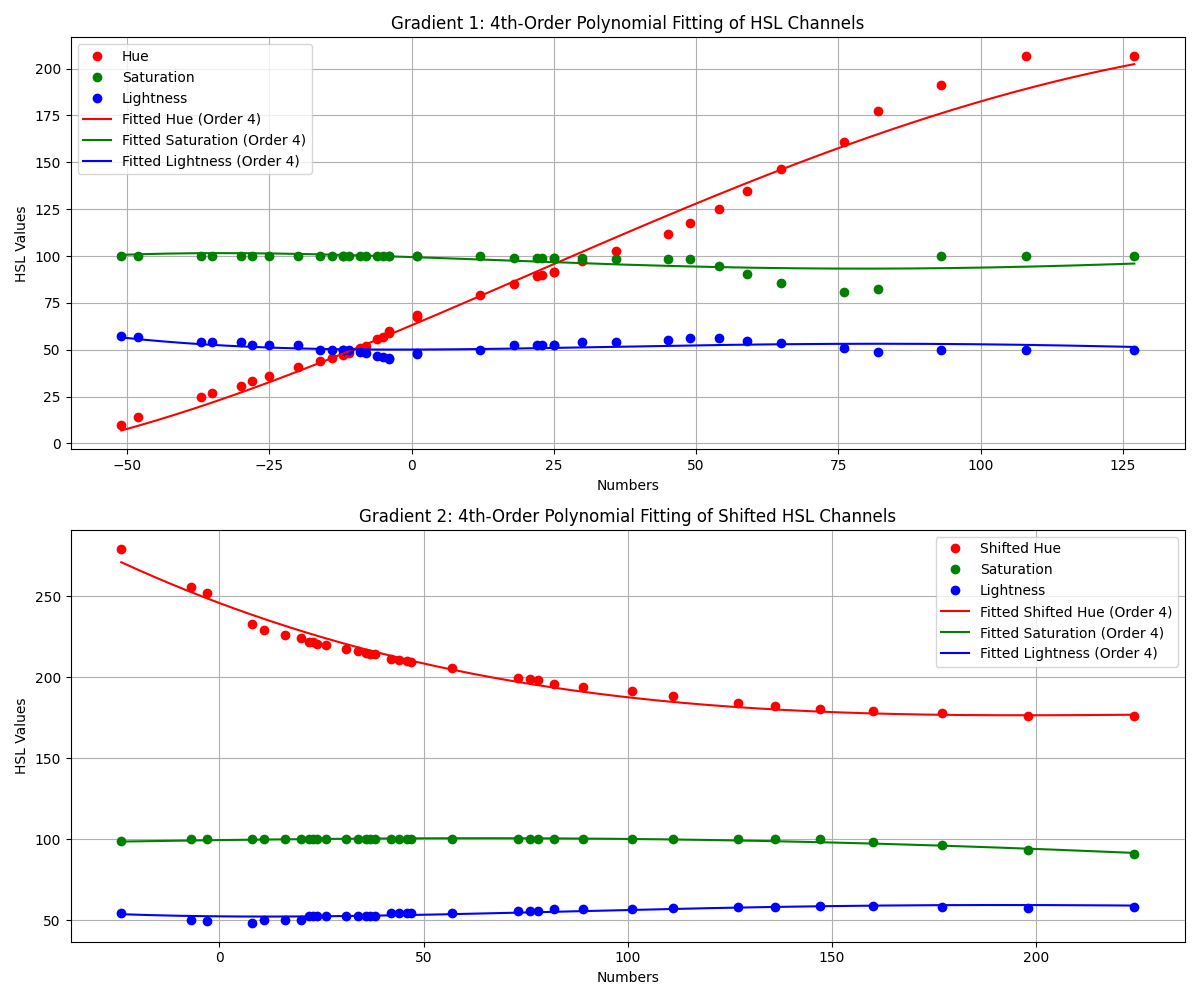 Gradient 1: 4th-Order Polynomial Fitting of HSL Channels
Hue
Saturation
Lightness
Fitted Hue (Order 4)
Fitted Saturation (Order 4)
Fitted Lightness (Order 4)
HSL Values
200
175
150
125
100
75
50
25
0
−50
−25
0
25
50
75
100
125
Numbers
Gradient 2: 4th-Order Polynomial Fitting of Shifted HSL Channels
Shifted Hue
Saturation
Lightness
Fitted Shifted Hue (Order 4)
Fitted Saturation (Order 4)
Fitted Lightness (Order 4)
HSL Values
250
200
150
100
50
0
50
100
150
200
Numbers